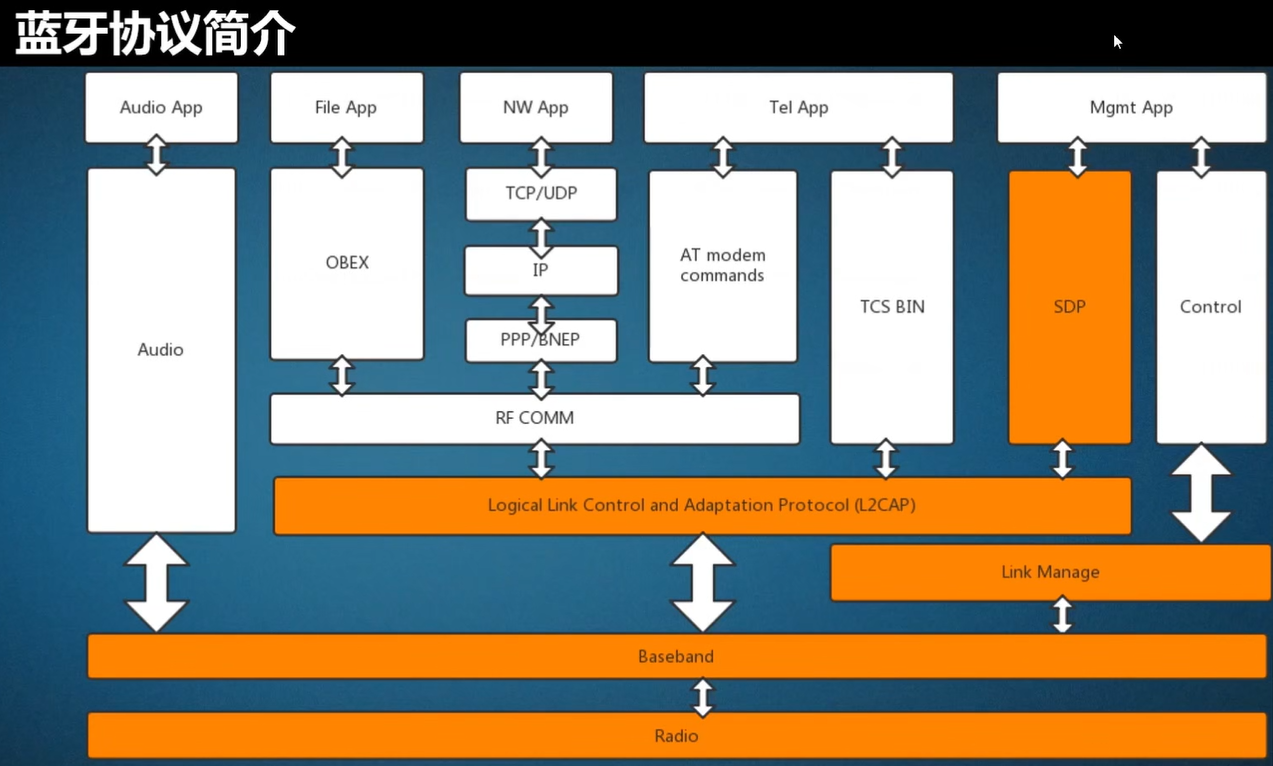 蓝牙协议简介
Audio App
File App
NW App
Tel App
Mgmt App
Audio
OBEX
TCP/UDP
IP
PPP/BNEP
AT modem
commands
TCS BIN
SDP
Control
RF COMM
Logical Link Control and Adaptation Protocol (L2CAP)
Link Manage
Baseband
Radio